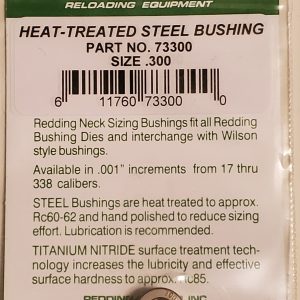 RELOADING EQUIPMENT
HEAT-TREATED STEEL BUSHING
PART NO. 73300
SIZE .300
6 11760 73300 0
Redding Neck Sizing Bushings fit all Redding
Bushing Dies and interchange with Wilson
style bushings.
Available in .001" increments from 17 thru
338 calibers.
STEEL Bushings are heat treated to approx.
Rc60-62 and hand polished to reduce sizing
effort. Lubrication is recommended.
TITANIUM NITRIDE surface treatment tech-
nology increases the lubricity and effective
surface hardness to approx. Rc85.
REDDING INC.